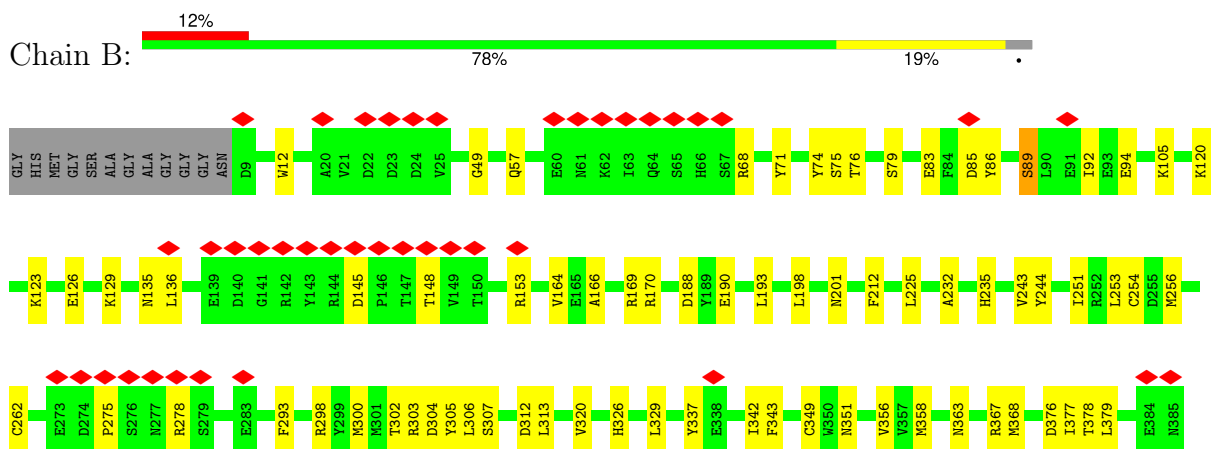 12%
Chain B:
78% 19% •
GLY HIS MET GLY SER ALA GLY ALA GLY GLY GLY ASN D9 W12 A20 V21 D22 D23 D24 V25 G49 Q57 E60 N61 K62 I63 Q64 S65 H66 S67 R68 Y71 Y74 S75 T76 S79 E83 F84 D85 Y86 S89 L90 E91 I92 E93 E94 K105 K120
K123 E126 K129 N135 L136 E139 D140 G141 R142 Y143 R144 D145 P146 T147 T148 V149 T150 R153 V164 E165 A166 R169 R170 D188 Y189 E190 L193 L198 N201 F212 L225 A232 H235 V243 Y244 I251 R252 L253 C254 D255 M256
C262 E273 D274 P275 S276 N277 R278 S279 E283 F293 R298 Y299 M300 M301 T302 R303 D304 Y305 L306 S307 D312 L313 V320 H326 L329 Y337 E338 I342 F343 C349 W350 N351 V356 V357 M358 N363 R367 M368 D376 I377 T378 L379 E384 N385